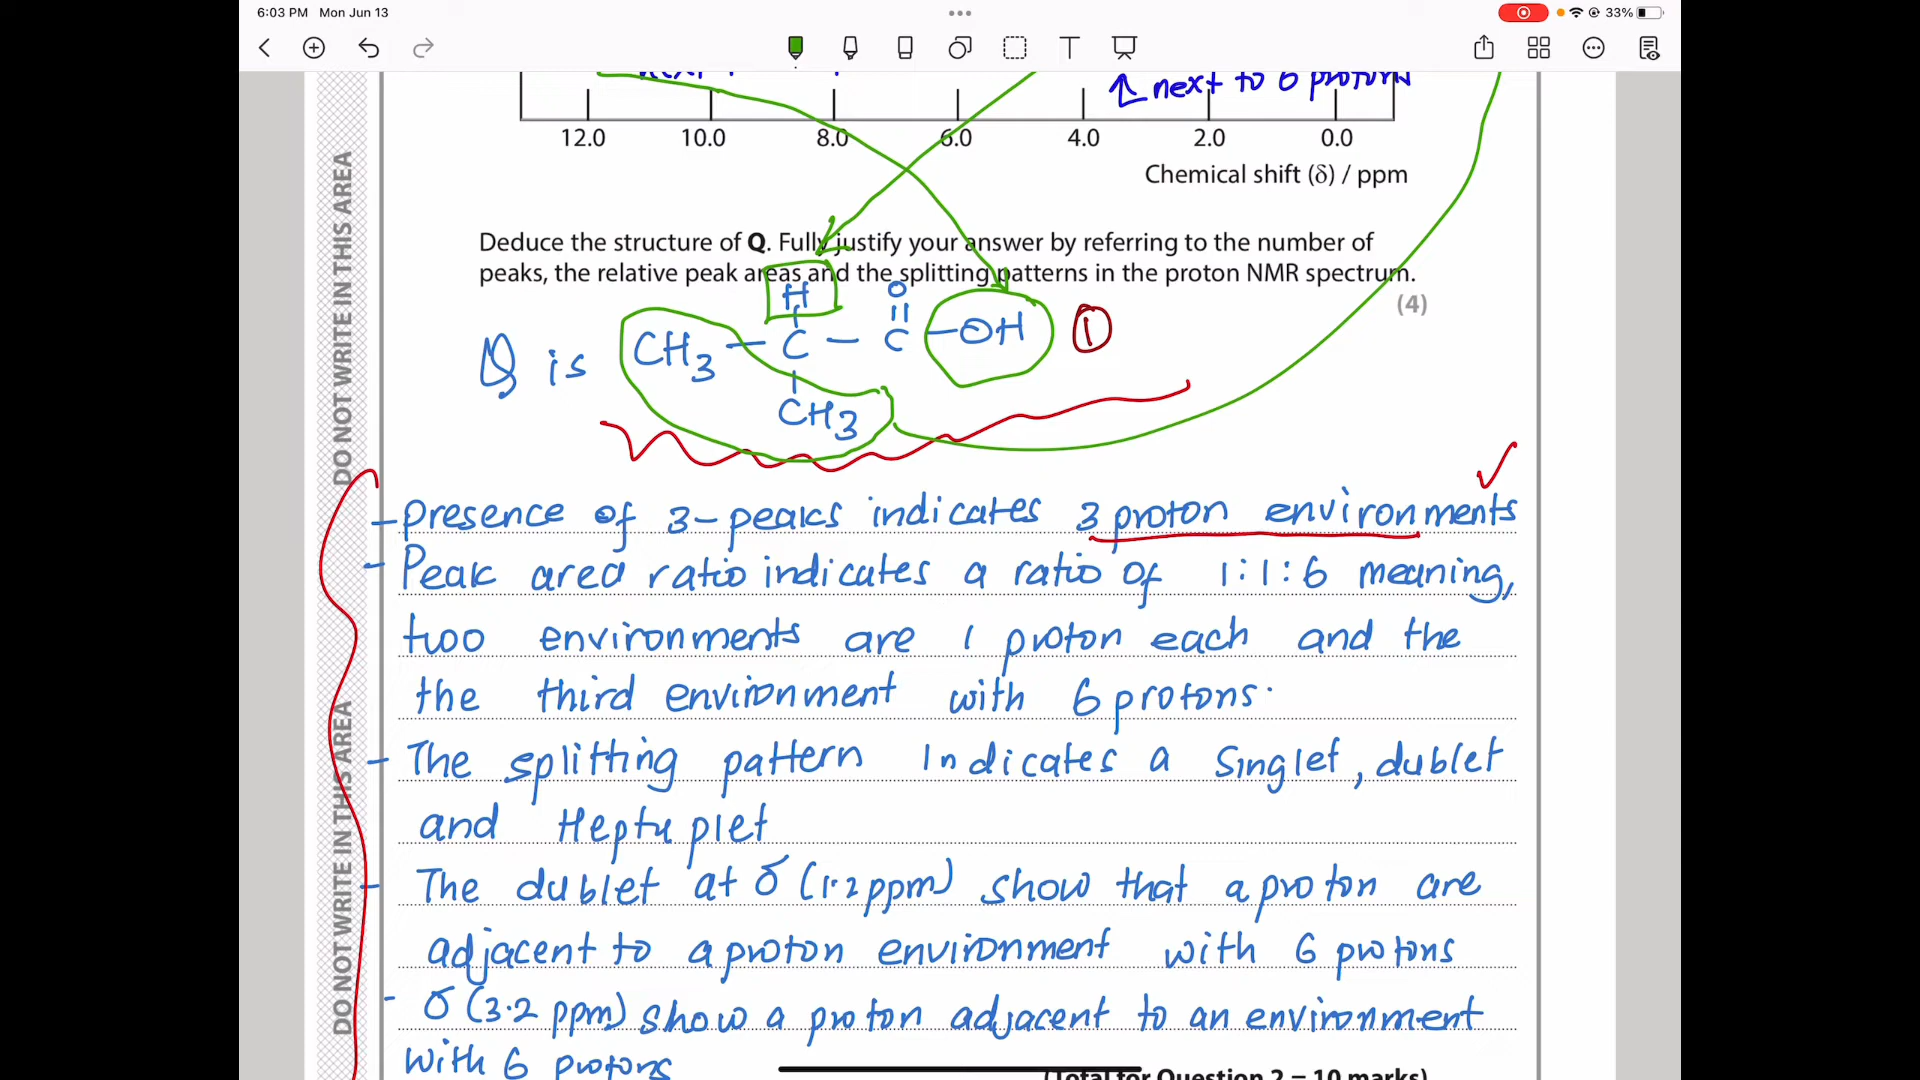 6:03 PM Mon Jun 13
33%
next to 6 protons
12.0 10.0 8.0 6.0 4.0 2.0 0.0
Chemical shift (δ) / ppm
Deduce the structure of Q. Fully justify your answer by referring to the number of
peaks, the relative peak areas and the splitting patterns in the proton NMR spectrum.
(4)
H O
Q is CH3 – C – C – OH 1
CH3
- presence of 3-peaks indicates 3 proton environments
- Peak area ratio indicates a ratio of 1:1:6 meaning,
two environments are 1 proton each and the
the third environment with 6 protons.
- The splitting pattern Indicates a Singlet, dublet
and Heptuplet
- The dublet at δ (1.2ppm) show that a proton are
adjacent to a proton environment with 6 protons
- δ (3.2 ppm) show a proton adjacent to an environment
with 6 protons
(Total for Question 2 = 10 marks)
DO NOT WRITE IN THIS AREA
DO NOT WRITE IN THIS AREA